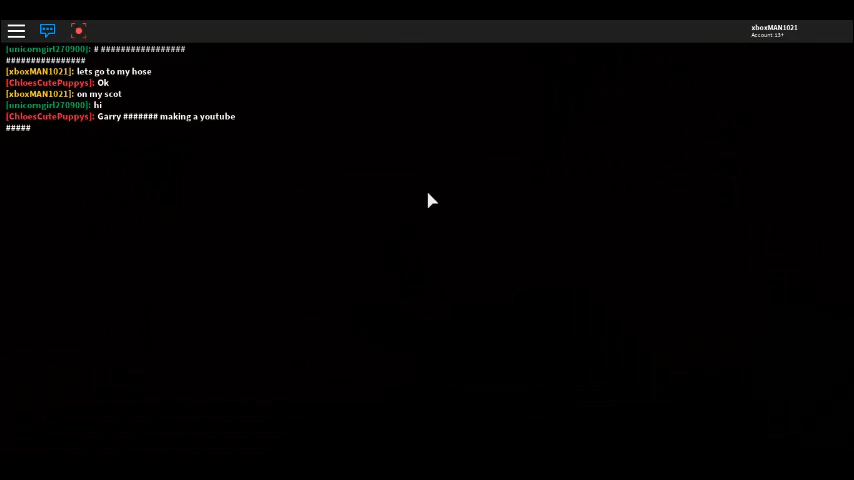 xboxMAN1021
Account: 13+
[unicorngirl270900]: # #################
################
[xboxMAN1021]: lets go to my hose
[ChloesCutePuppys]: Ok
[xboxMAN1021]: on my scot
[unicorngirl270900]: hi
[ChloesCutePuppys]: Garry ####### making a youtube
#####